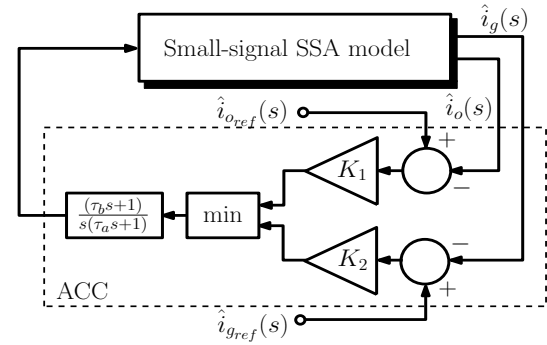 Small-signal SSA model
î_g(s)
î_{o_{ref}}(s)
î_o(s)
+
−
K_1
(τ_b s+1)
s(τ_a s+1)
min
−
K_2
+
ACC
î_{g_{ref}}(s)